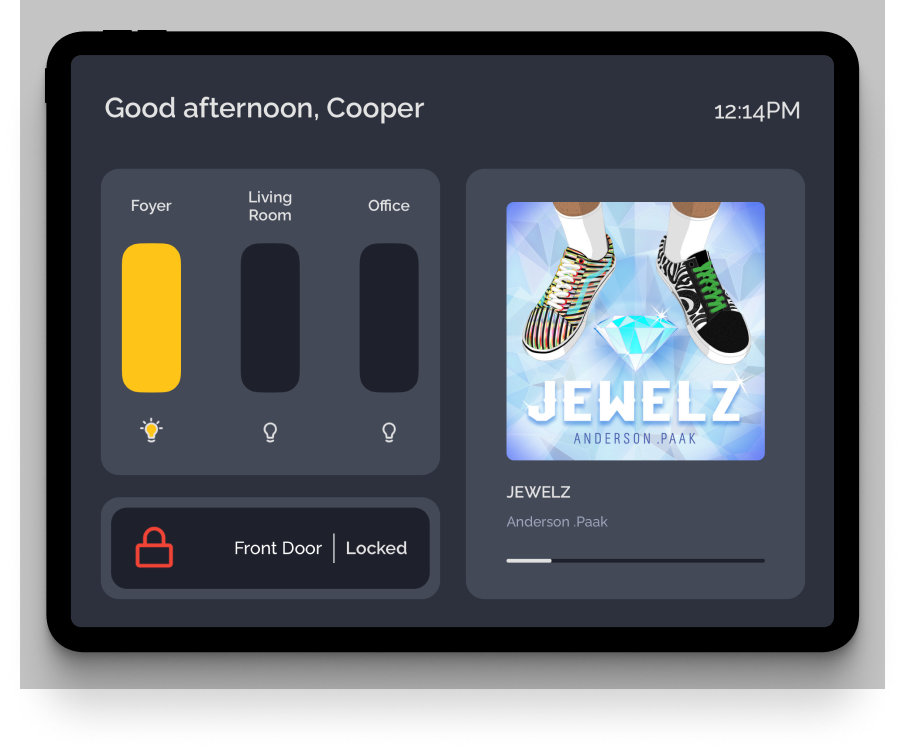 Good afternoon, Cooper
12:14PM
Foyer
Living
Room
Office
Front Door
Locked
JEWELZ
ANDERSON .PAAK
JEWELZ
Anderson .Paak